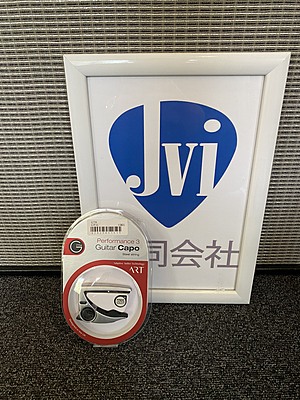 Jvi
同会社
Performance 3
Guitar Capo
Steel String
ART